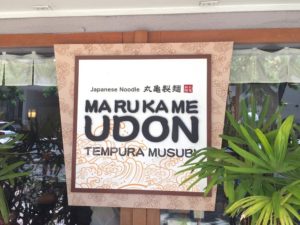 Japanese Noodle 丸亀製麺
MARUKAME
UDON
TEMPURA MUSUBI